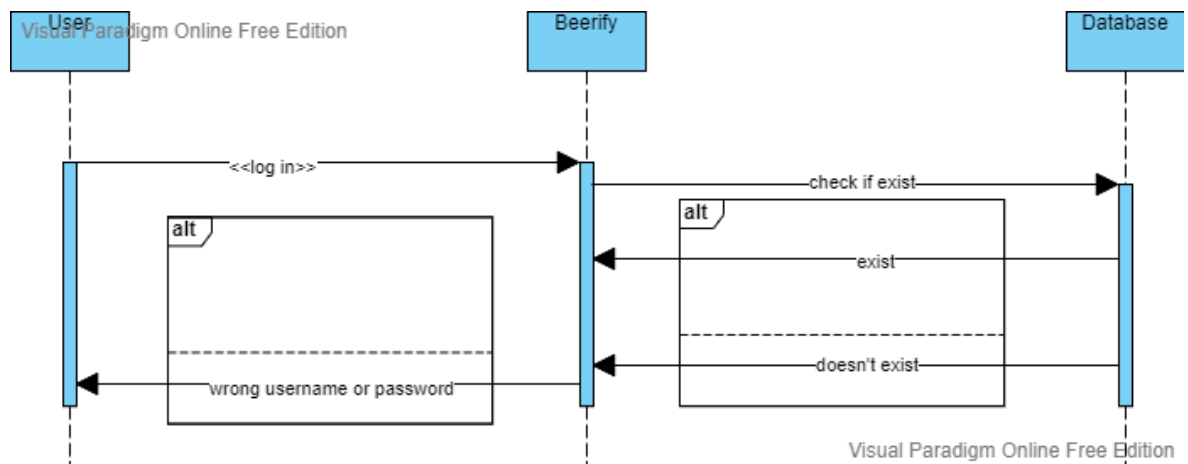 User
Visual Paradigm Online Free Edition
Beerify
Database
<<log in>>
check if exist
alt
alt
exist
doesn't exist
wrong username or password
Visual Paradigm Online Free Edition